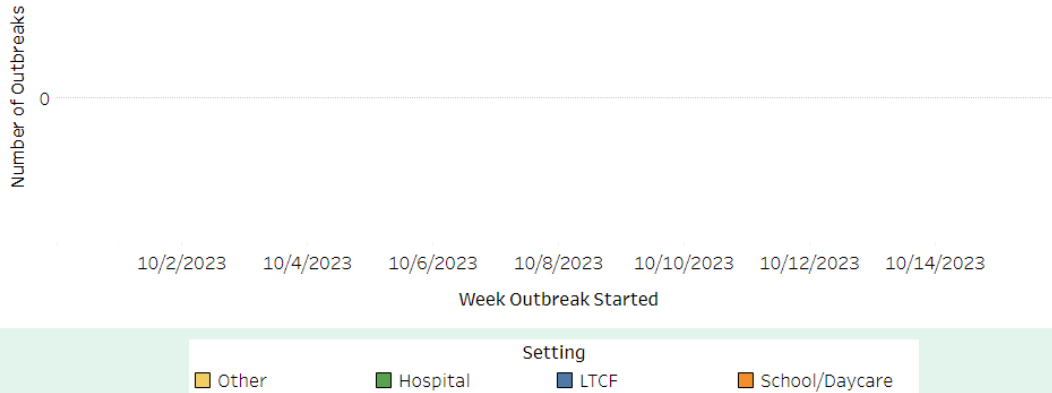 Number of Outbreaks
0
10/2/2023 10/4/2023 10/6/2023 10/8/2023 10/10/2023 10/12/2023 10/14/2023
Week Outbreak Started
Setting
Other Hospital LTCF School/Daycare